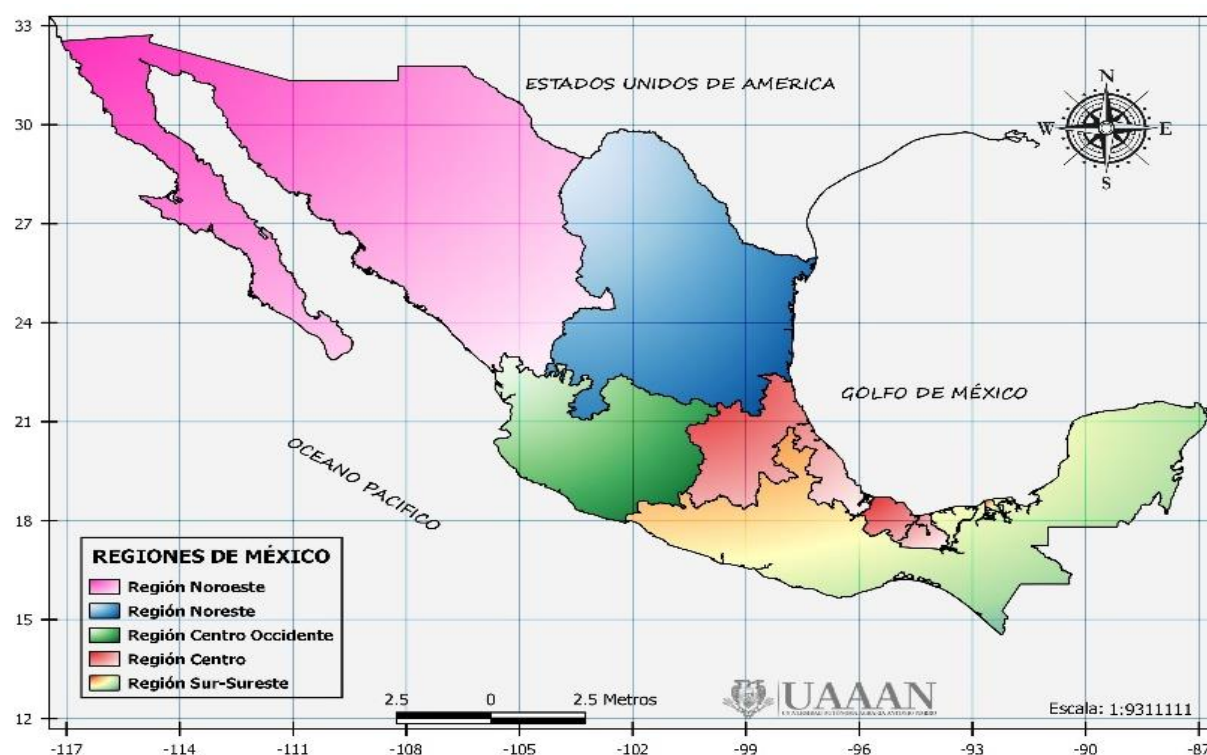 33
30
27
24
21
18
15
12
ESTADOS UNIDOS DE AMERICA
N
W
E
S
GOLFO DE MÉXICO
OCEANO PACIFICO
REGIONES DE MÉXICO
Región Noroeste
Región Noreste
Región Centro Occidente
Región Centro
Región Sur-Sureste
2.5 0 2.5 Metros
UAAAN
Escala: 1:9311111
-117 -114 -111 -108 -105 -102 -99 -96 -93 -90